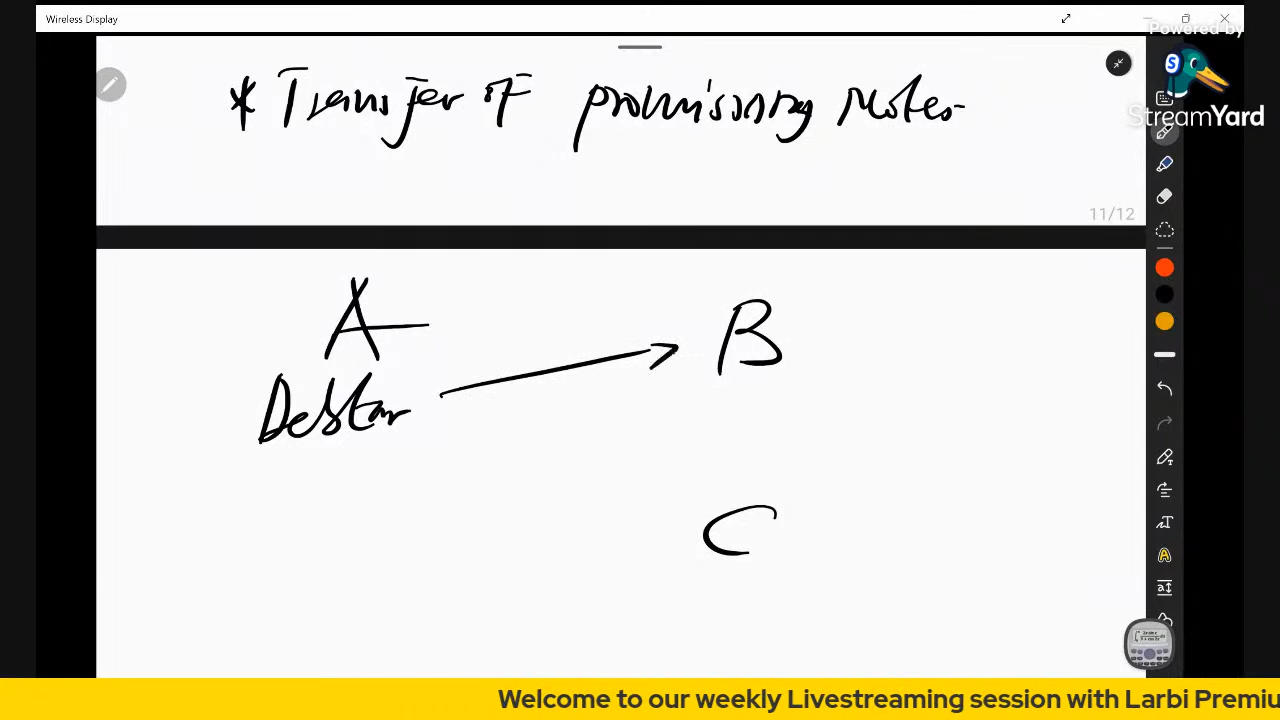 Wireless Display
Powered by
StreamYard
* Transfer of promissory notes-
11/12
A
B
Debtor
C
Welcome to our weekly Livestreaming session with Larbi Premiu